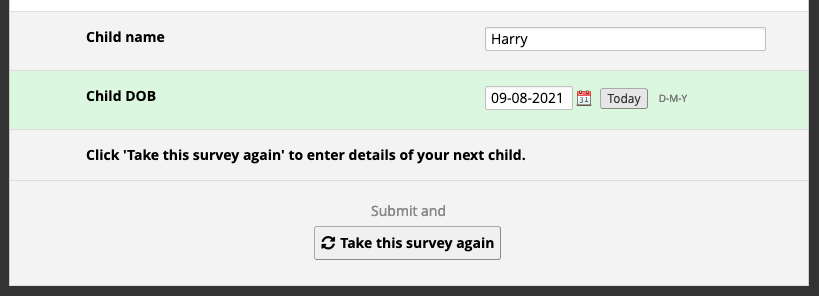 Child name
Harry
Child DOB
09-08-2021
31
Today
D-M-Y
Click 'Take this survey again' to enter details of your next child.
Submit and
Take this survey again